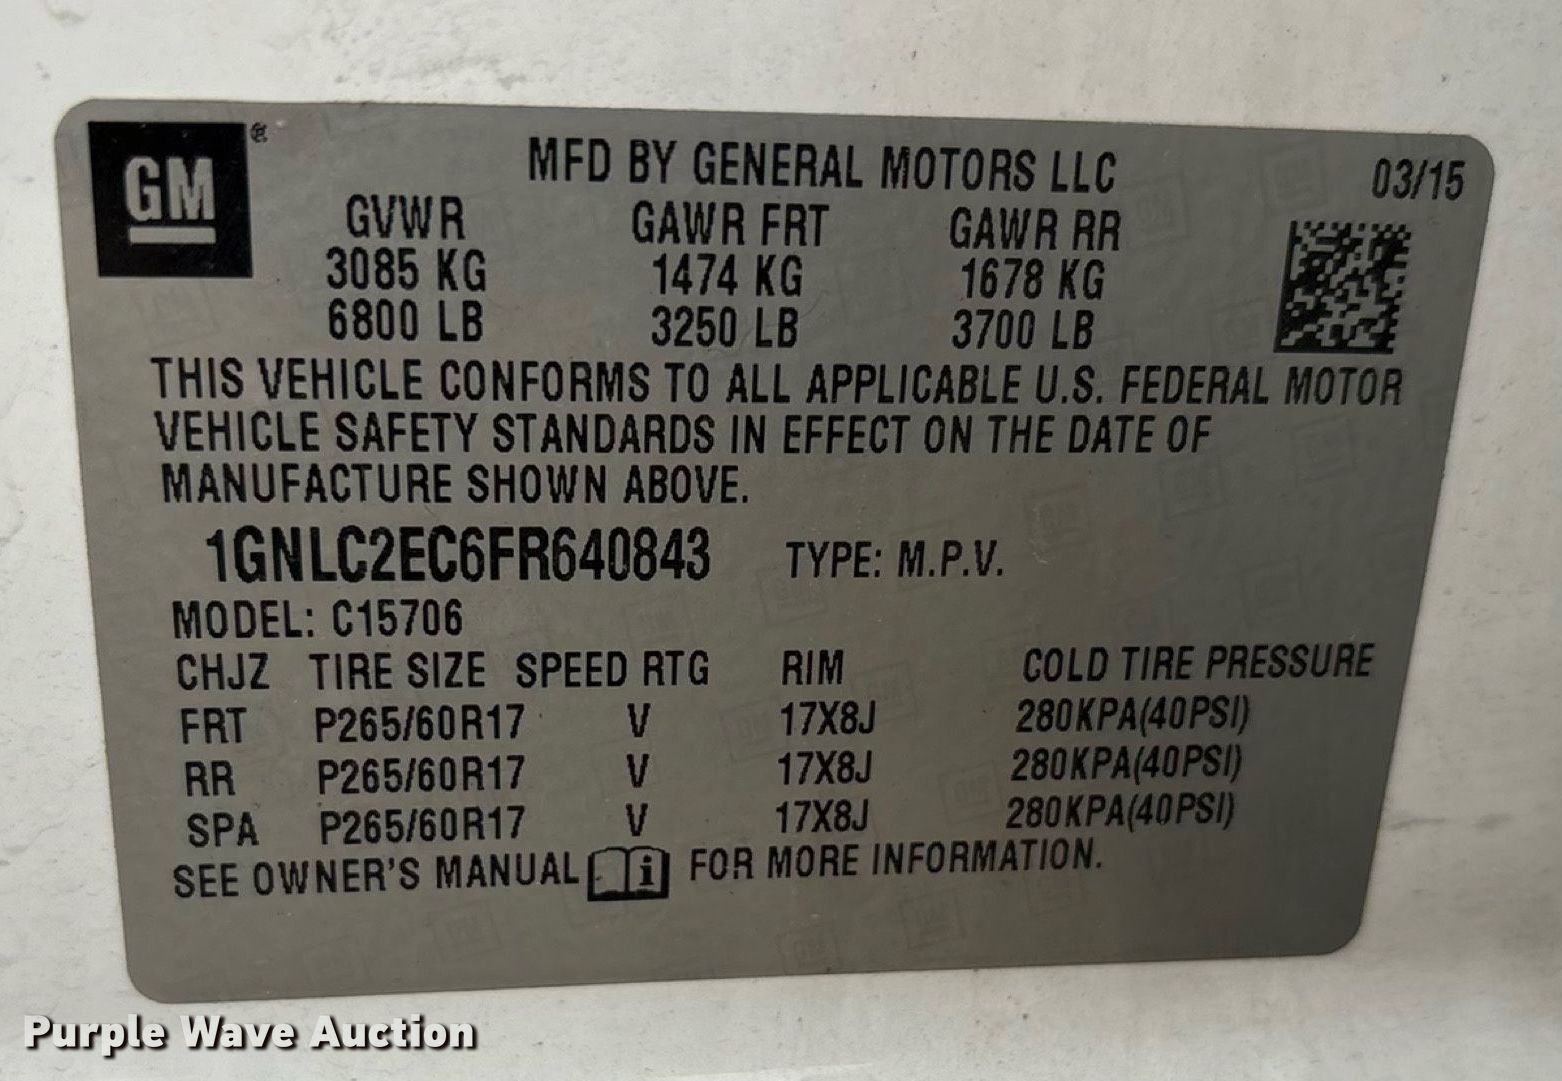 GM®
MFD BY GENERAL MOTORS LLC 03/15
GVWR GAWR FRT GAWR RR
3085 KG 1474 KG 1678 KG
6800 LB 3250 LB 3700 LB
THIS VEHICLE CONFORMS TO ALL APPLICABLE U.S. FEDERAL MOTOR
VEHICLE SAFETY STANDARDS IN EFFECT ON THE DATE OF
MANUFACTURE SHOWN ABOVE.
1GNLC2EC6FR640843 TYPE: M.P.V.
MODEL: C15706
CHJZ TIRE SIZE SPEED RTG RIM COLD TIRE PRESSURE
FRT P265/60R17 V 17X8J 280KPA(40PSI)
RR P265/60R17 V 17X8J 280KPA(40PSI)
SPA P265/60R17 V 17X8J 280KPA(40PSI)
SEE OWNER'S MANUAL i FOR MORE INFORMATION.
Purple Wave Auction